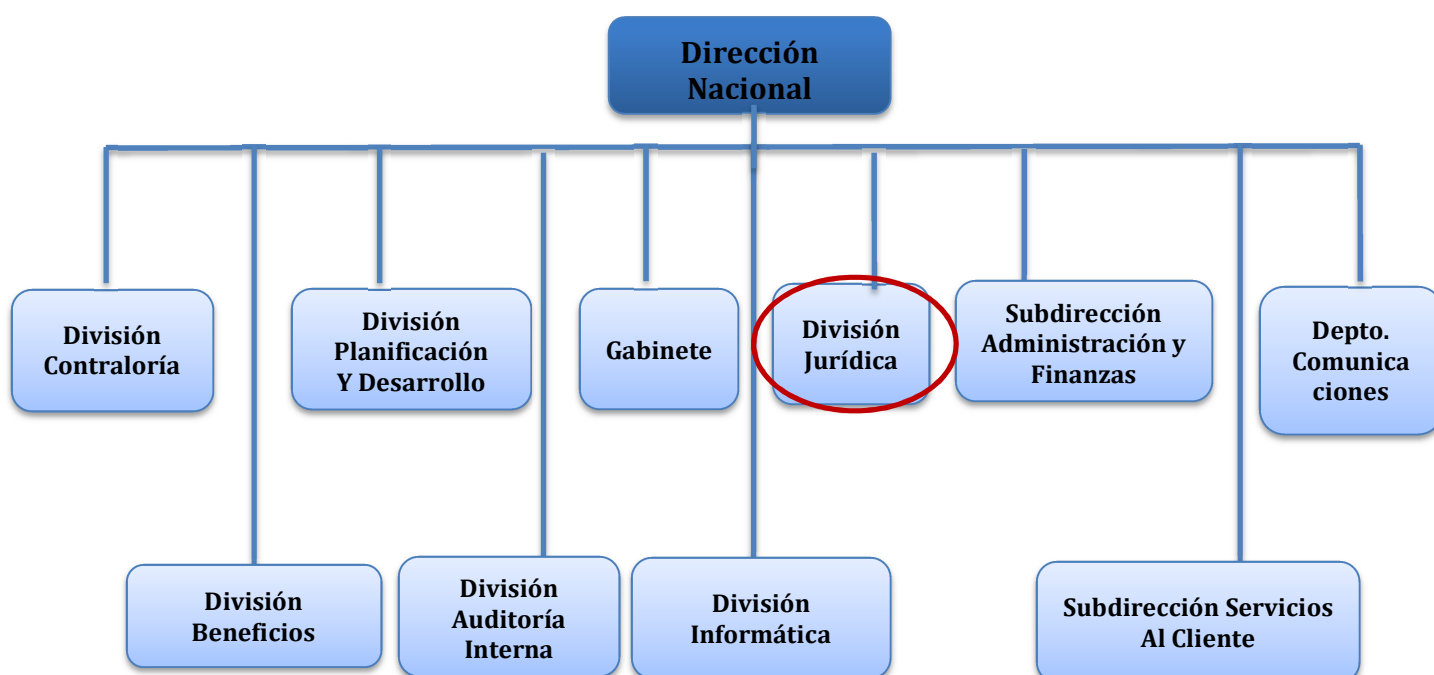 Dirección
Nacional
División
Contraloría
División
Planificación
Y Desarrollo
Gabinete
División
Jurídica
Subdirección
Administración y
Finanzas
Depto.
Comunica
ciones
División
Beneficios
División
Auditoría
Interna
División
Informática
Subdirección Servicios
Al Cliente